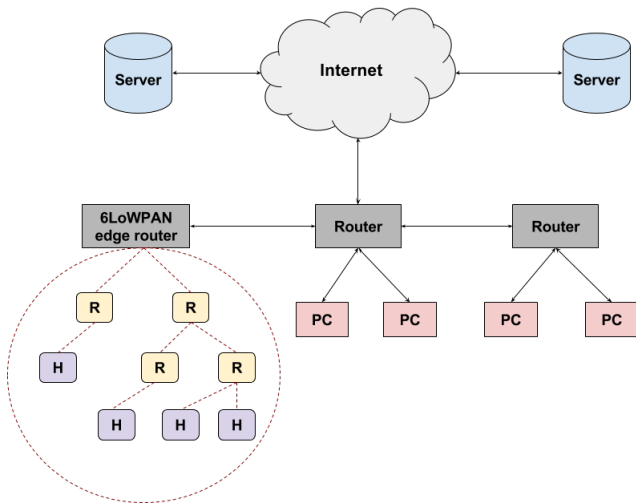 Internet
Server
Server
6LoWPAN
edge router
Router
Router
R
R
PC
PC
PC
PC
H
R
R
H
H
H